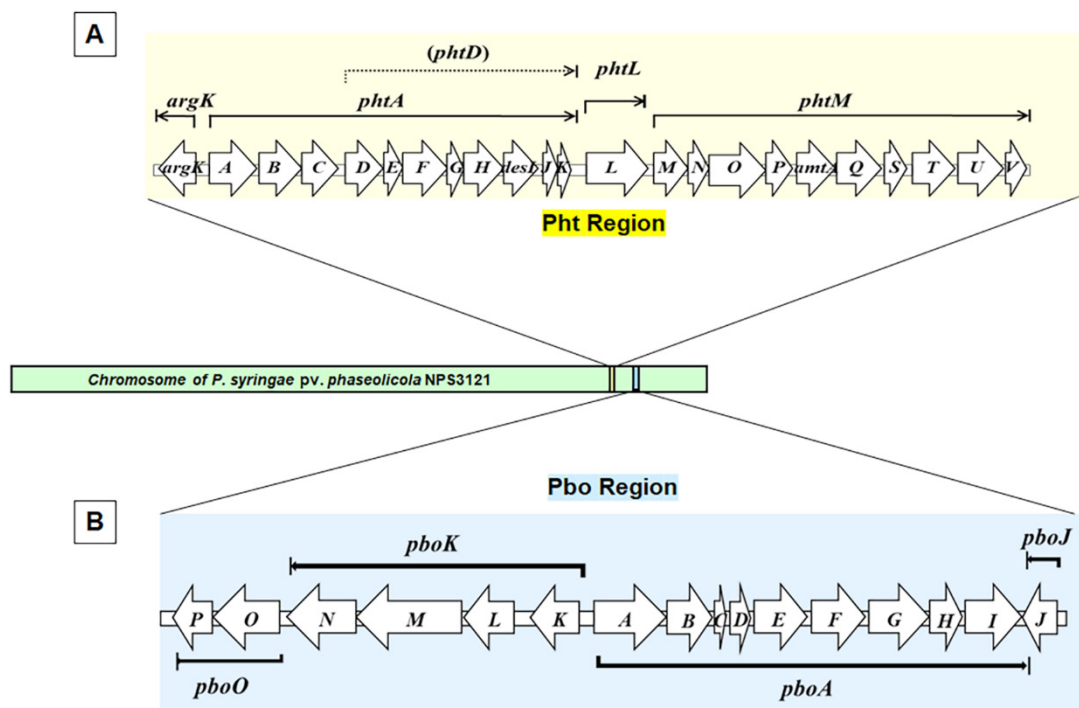 A
(phtD)
phtL
argK
phtA
phtM
argK A B C D E F G H desI J K L M N O P amtA Q S T U V
Pht Region
Chromosome of P. syringae pv. phaseolicola NPS3121
Pbo Region
B
pboK
pboJ
P O N M L K A B C D E F G H I J
pboO
pboA